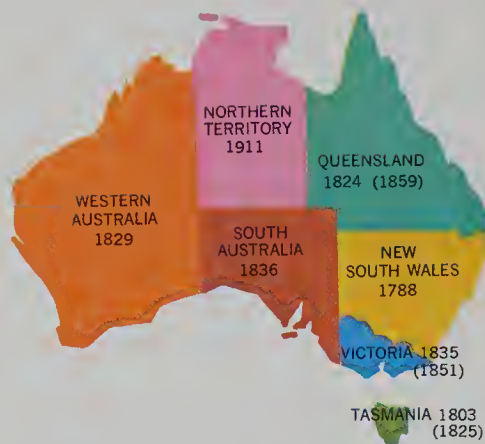 NORTHERN
TERRITORY
1911
QUEENSLAND
1824 (1859)
WESTERN
AUSTRALIA
1829
SOUTH
AUSTRALIA
1836
NEW
SOUTH WALES
1788
VICTORIA 1835
(1851)
TASMANIA 1803
(1825)